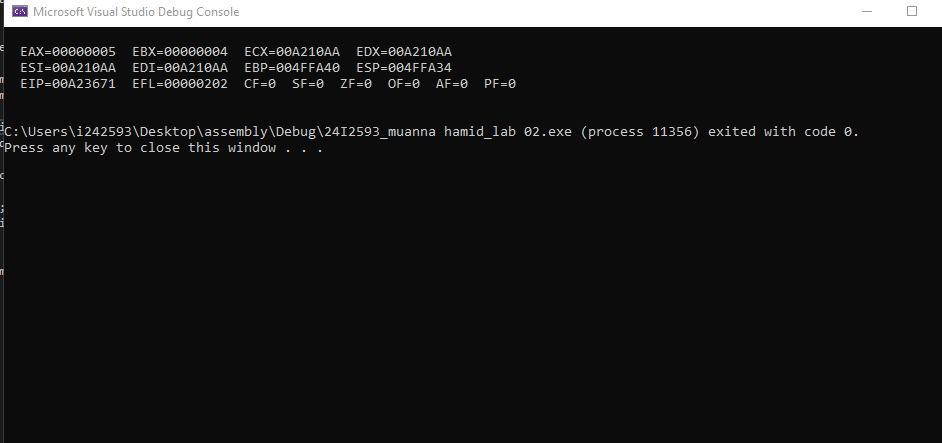 Microsoft Visual Studio Debug Console
EAX=00000005  EBX=00000004  ECX=00A210AA  EDX=00A210AA
ESI=00A210AA  EDI=00A210AA  EBP=004FFA40  ESP=004FFA34
EIP=00A23671  EFL=00000202  CF=0  SF=0  ZF=0  OF=0  AF=0  PF=0
C:\Users\i242593\Desktop\assembly\Debug\24I2593_muanna hamid_lab 02.exe (process 11356) exited with code 0.
Press any key to close this window . . .